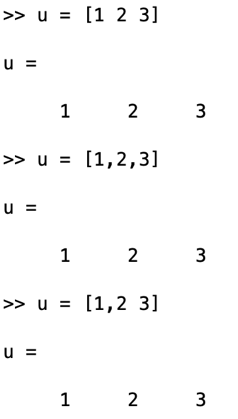 >> u = [1 2 3]
u =
1 2 3
>> u = [1,2,3]
u =
1 2 3
>> u = [1,2 3]
u =
1 2 3